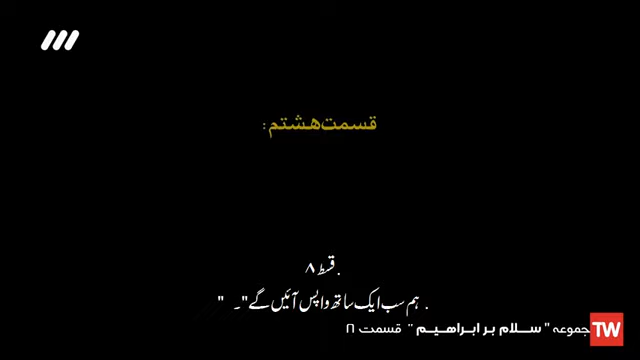 قسمت هشتم :
قسط ۸.
. ہم سب ایک ساتھ واپس آئیں گے"۔ "
مجموعه " سلام بر ابراهیم " قسمت ۸
TW